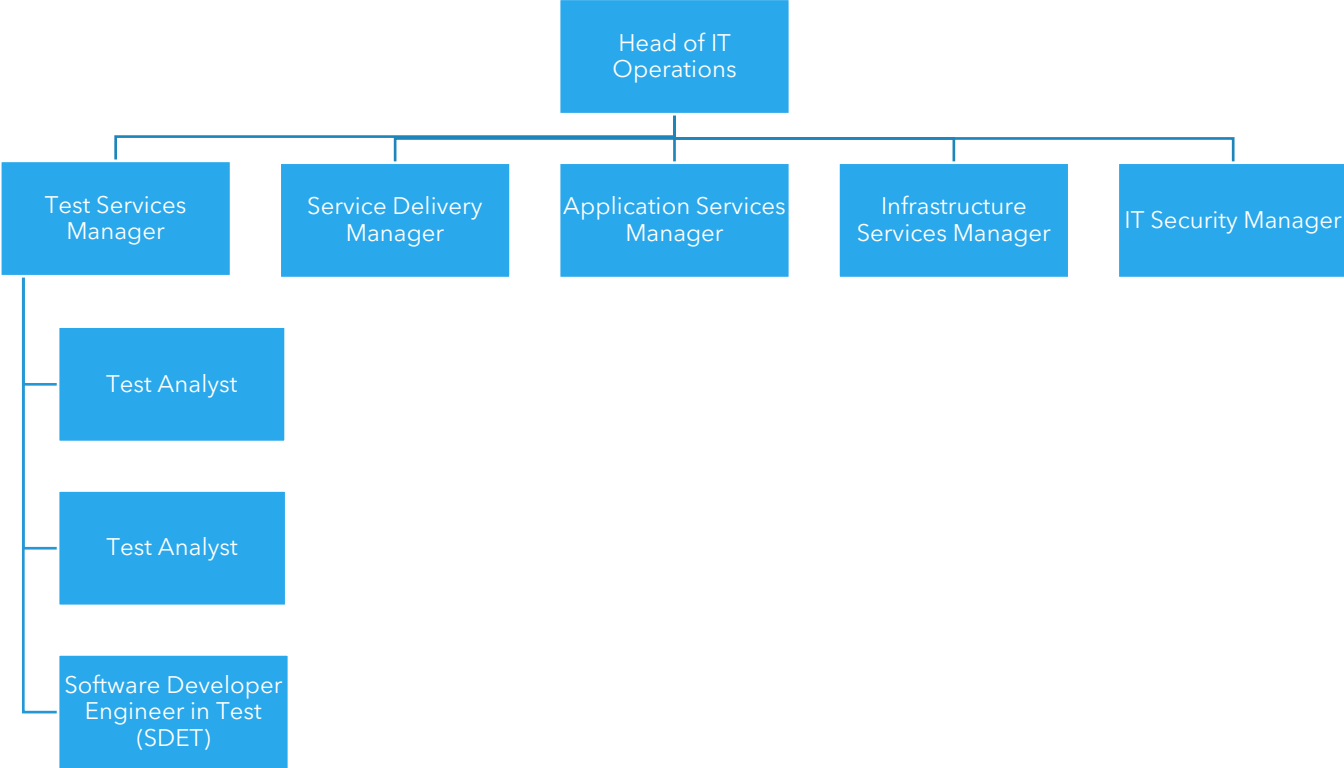 Head of IT
Operations
Test Services
Manager
Service Delivery
Manager
Application Services
Manager
Infrastructure
Services Manager
IT Security Manager
Test Analyst
Test Analyst
Software Developer
Engineer in Test
(SDET)